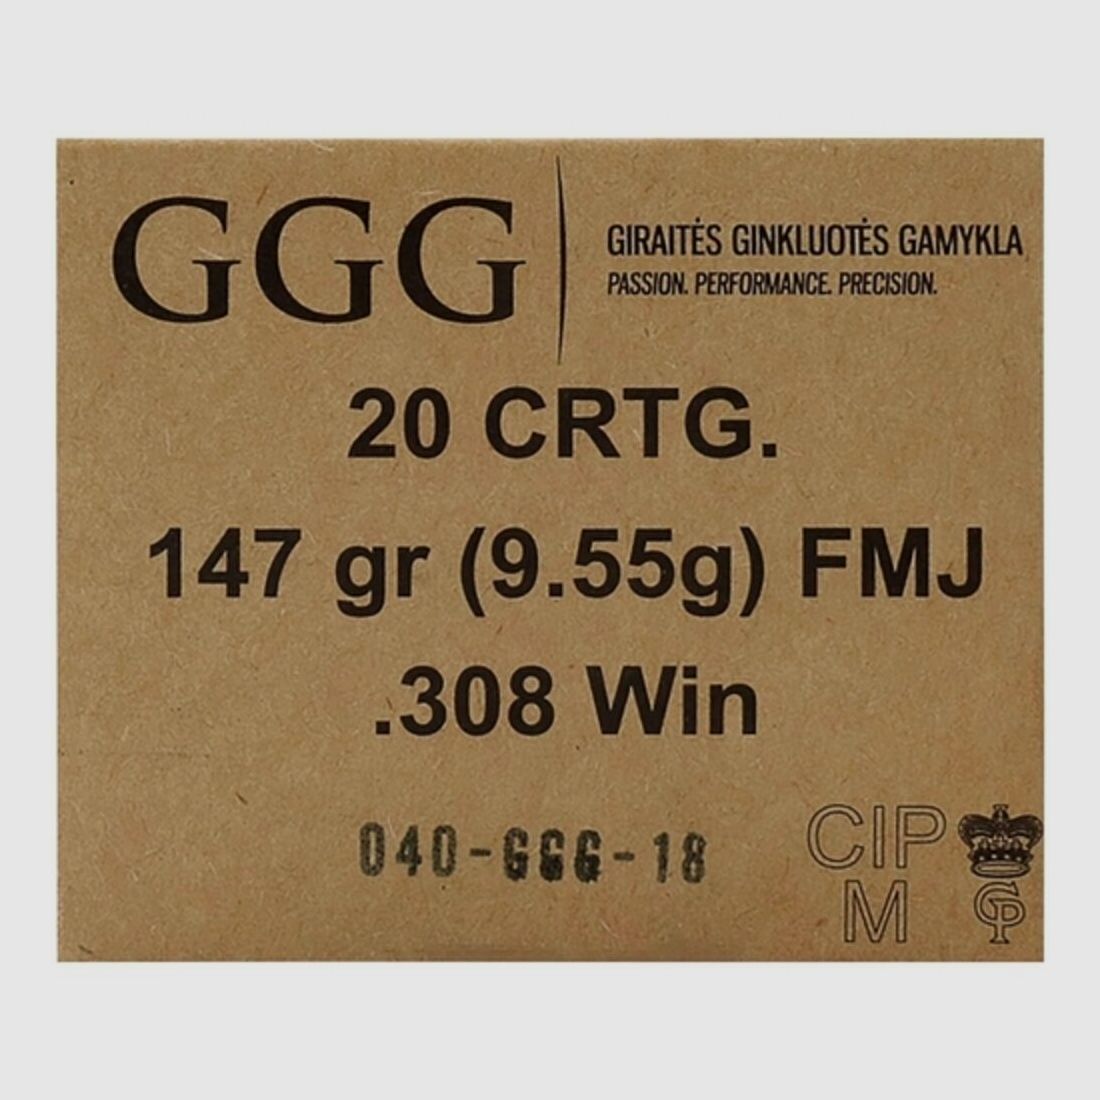 GGG
GIRAITĖS GINKLUOTĖS GAMYKLA
PASSION. PERFORMANCE. PRECISION.
20 CRTG.
147 gr (9.55g) FMJ
.308 Win
040-GGG-18
CIP
M
GP